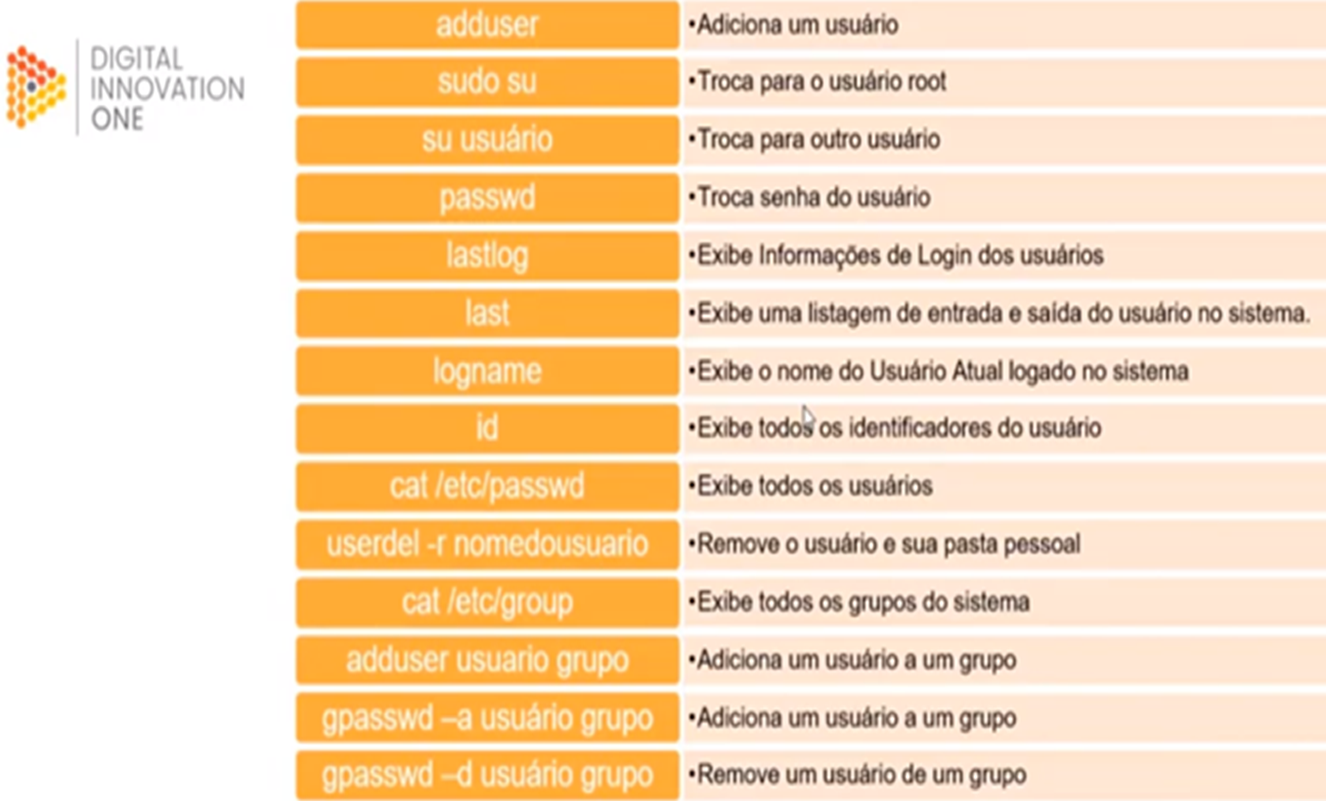 DIGITAL
INNOVATION
ONE
adduser •Adiciona um usuário
sudo su •Troca para o usuário root
su usuário •Troca para outro usuário
passwd •Troca senha do usuário
lastlog •Exibe Informações de Login dos usuários
last •Exibe uma listagem de entrada e saída do usuário no sistema.
logname •Exibe o nome do Usuário Atual logado no sistema
id •Exibe todos os identificadores do usuário
cat /etc/passwd •Exibe todos os usuários
userdel -r nomedousuario •Remove o usuário e sua pasta pessoal
cat /etc/group •Exibe todos os grupos do sistema
adduser usuario grupo •Adiciona um usuário a um grupo
gpasswd –a usuário grupo •Adiciona um usuário a um grupo
gpasswd –d usuário grupo •Remove um usuário de um grupo